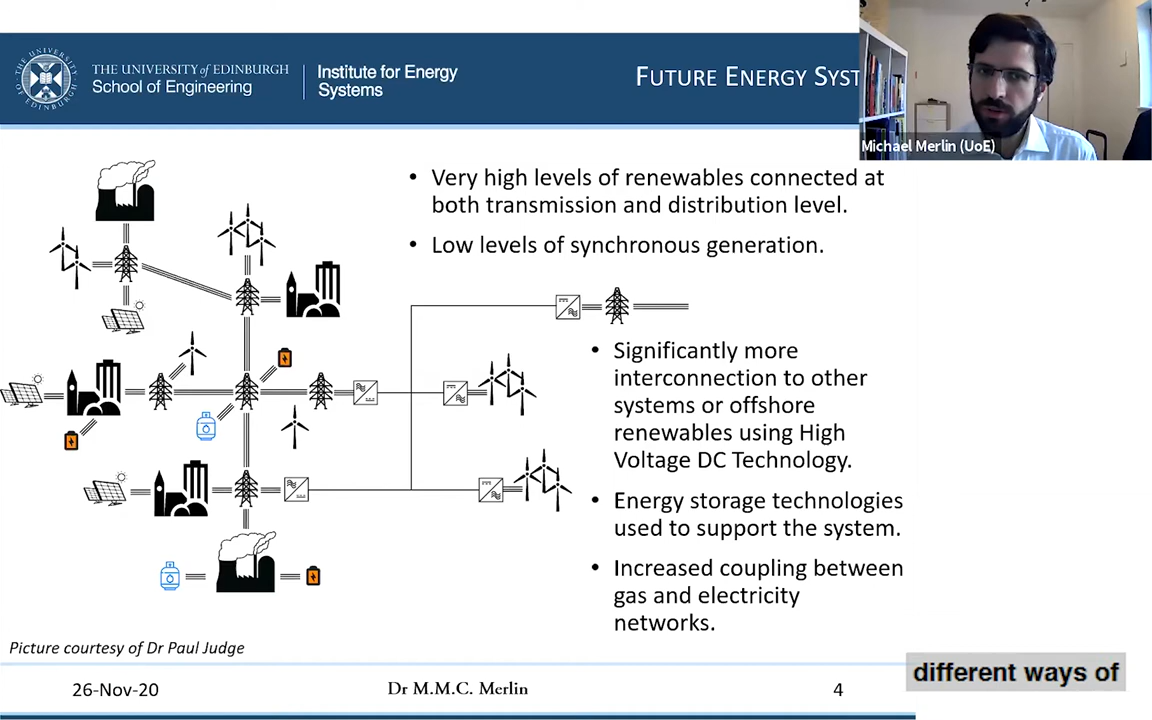 THE UNIVERSITY of EDINBURGH
School of Engineering
Institute for Energy
Systems
FUTURE ENERGY SYST
Michael Merlin (UoE)
• Very high levels of renewables connected at
both transmission and distribution level.
• Low levels of synchronous generation.
• Significantly more
interconnection to other
systems or offshore
renewables using High
Voltage DC Technology.
• Energy storage technologies
used to support the system.
• Increased coupling between
gas and electricity
networks.
Picture courtesy of Dr Paul Judge
26-Nov-20
Dr M.M.C. Merlin
4
different ways of